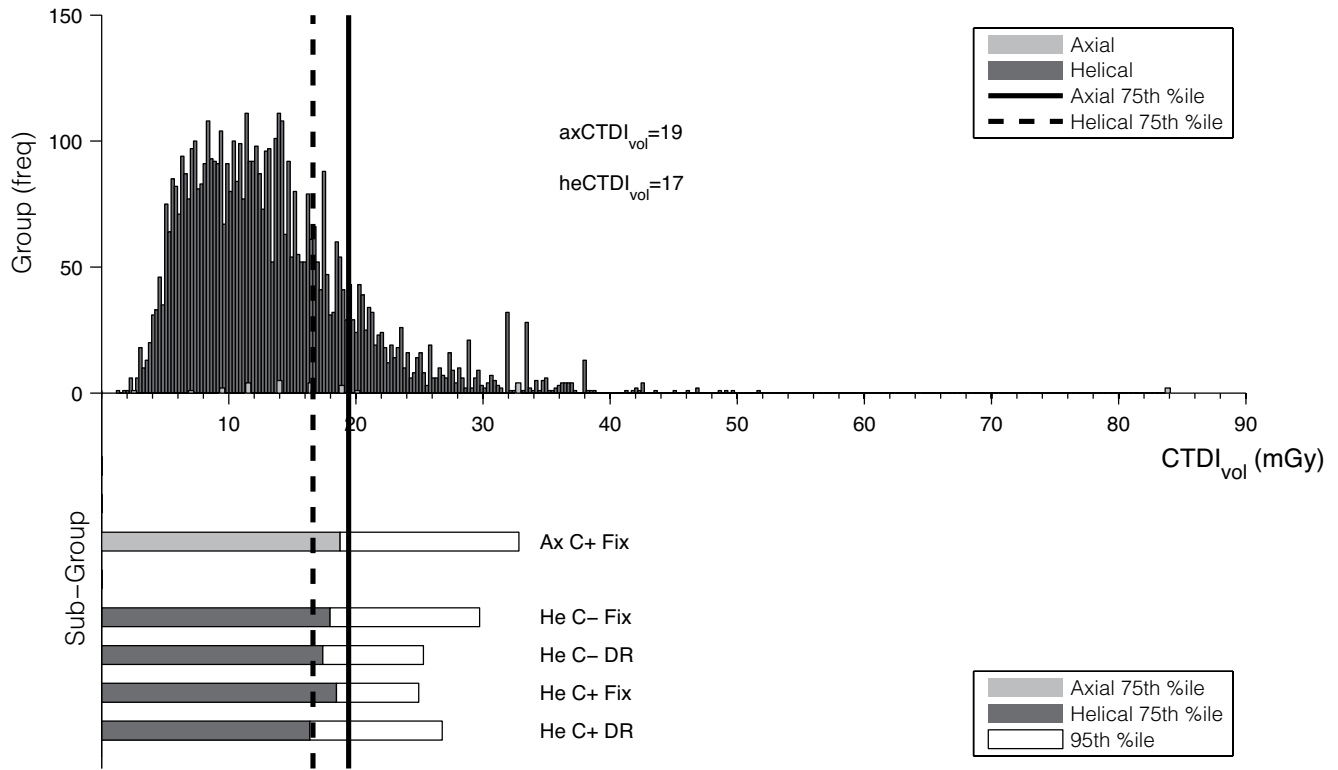 150
100
50
0
Group (freq)
Axial
Helical
Axial 75th %ile
Helical 75th %ile
axCTDIvol=19
heCTDIvol=17
10 20 30 40 50 60 70 80 90
CTDIvol (mGy)
Sub−Group
Ax C+ Fix
He C− Fix
He C− DR
He C+ Fix
He C+ DR
Axial 75th %ile
Helical 75th %ile
95th %ile